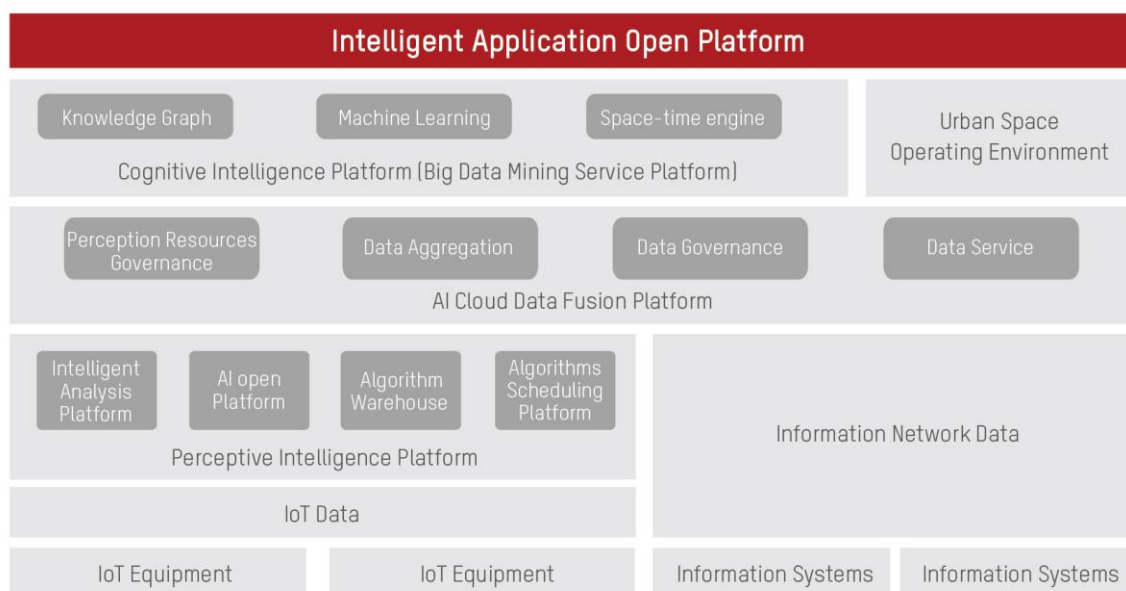 Intelligent Application Open Platform
Knowledge Graph
Machine Learning
Space-time engine
Cognitive Intelligence Platform (Big Data Mining Service Platform)
Urban Space
Operating Environment
Perception Resources
Governance
Data Aggregation
Data Governance
Data Service
AI Cloud Data Fusion Platform
Intelligent
Analysis
Platform
AI open
Platform
Algorithm
Warehouse
Algorithms
Scheduling
Platform
Perceptive Intelligence Platform
Information Network Data
IoT Data
IoT Equipment
IoT Equipment
Information Systems
Information Systems